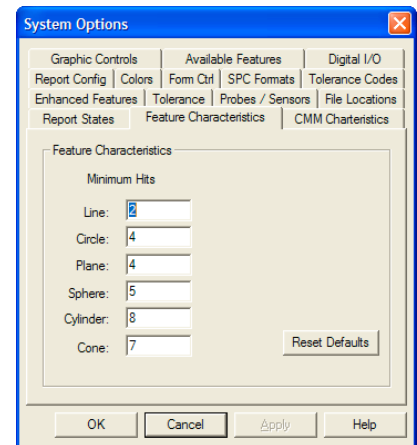 System Options
Graphic Controls Available Features Digital I/O
Report Config Colors Form Ctrl SPC Formats Tolerance Codes
Enhanced Features Tolerance Probes / Sensors File Locations
Report States Feature Characteristics CMM Charteristics
Feature Characteristics
Minimum Hits
Line: 2
Circle: 4
Plane: 4
Sphere: 5
Cylinder: 8
Cone: 7
Reset Defaults
OK Cancel Apply Help